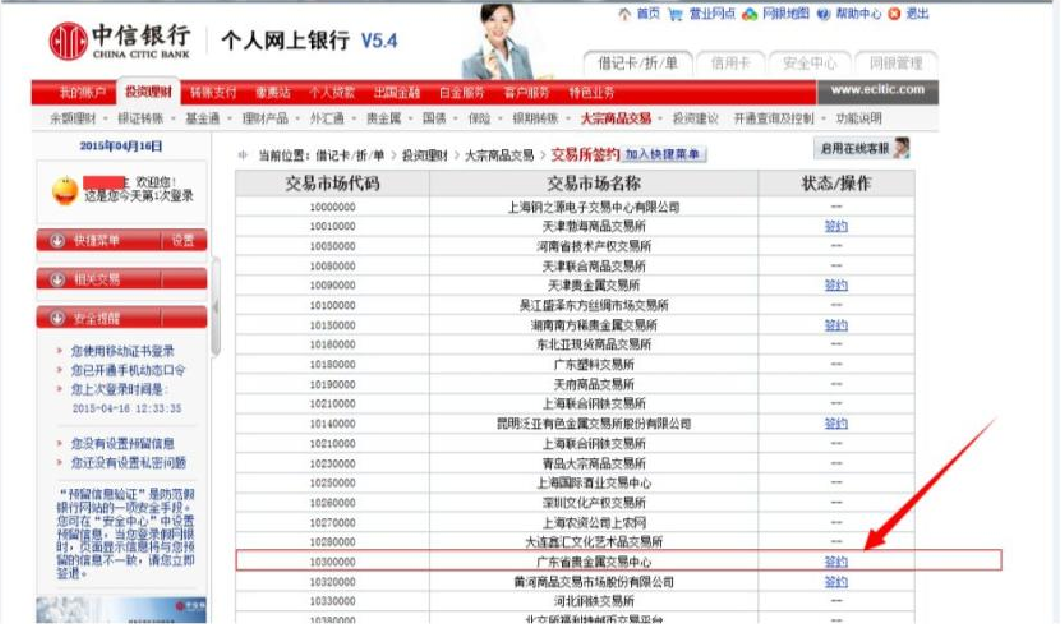 首页 营业网点 网银地图 帮助中心 退出
中信银行 CHINA CITIC BANK 个人网上银行 V5.4
借记卡/折/单 信用卡 安全中心 网银管理
我的账户 投资理财 转账支付 缴费站 个人贷款 出国金融 白金服务 客户服务 特色业务 www.ecitic.com
余额理财 银证转账 基金通 理财产品 外汇通 贵金属 国债 保险 银期转账 大宗商品交易 投资建议 开通查询及控制 功能说明
2015年04月16日
欢迎您!
这是您今天第1次登录
快捷菜单 设置
相关交易
安全提醒
您使用移动证书登录
您已开通手机动态口令
您上次登录时间是:
2015-04-16 12:33:35
您没有设置预留信息
您还没有设置私密问题
“预留信息验证”是防范假
银行网站的一项安全手段。
您可在“安全中心”中设置
预留信息,当您登录假网银
时,页面显示信息将与您预
留的信息不一致,请您立即
签退。
当前位置: 借记卡/折/单 > 投资理财 > 大宗商品交易 > 交易所签约 加入快捷菜单
启用在线客服
交易市场代码 交易市场名称 状态/操作
10000000 上海钢之源电子交易中心有限公司 --
10010000 天津渤海商品交易所 签约
10050000 河南省技术产权交易所 --
10080000 天津联合商品交易所 --
10090000 天津贵金属交易所 签约
10100000 吴江盛泽东方丝绸市场交易所 --
10150000 湖南南方稀贵金属交易所 签约
10160000 东北亚现货商品交易所 --
10180000 广东塑料交易所 --
10190000 天府商品交易所 --
10210000 上海联合钢铁交易所 --
10140000 昆明泛亚有色金属交易所股份有限公司 签约
10210000 上海联合钢铁交易所 --
10230000 青岛大宗商品交易所 --
10250000 上海国际酒业交易中心 --
10260000 深圳文化产权交易所 --
10270000 上海农资公司上农网 --
10280000 大连鑫汇文化艺术品交易所 --
10300000 广东省贵金属交易中心 签约
10320000 黄河商品交易市场股份有限公司 签约
10330000 河北钢铁交易所 --
10380000 北交所福利特邮币交易平台 --